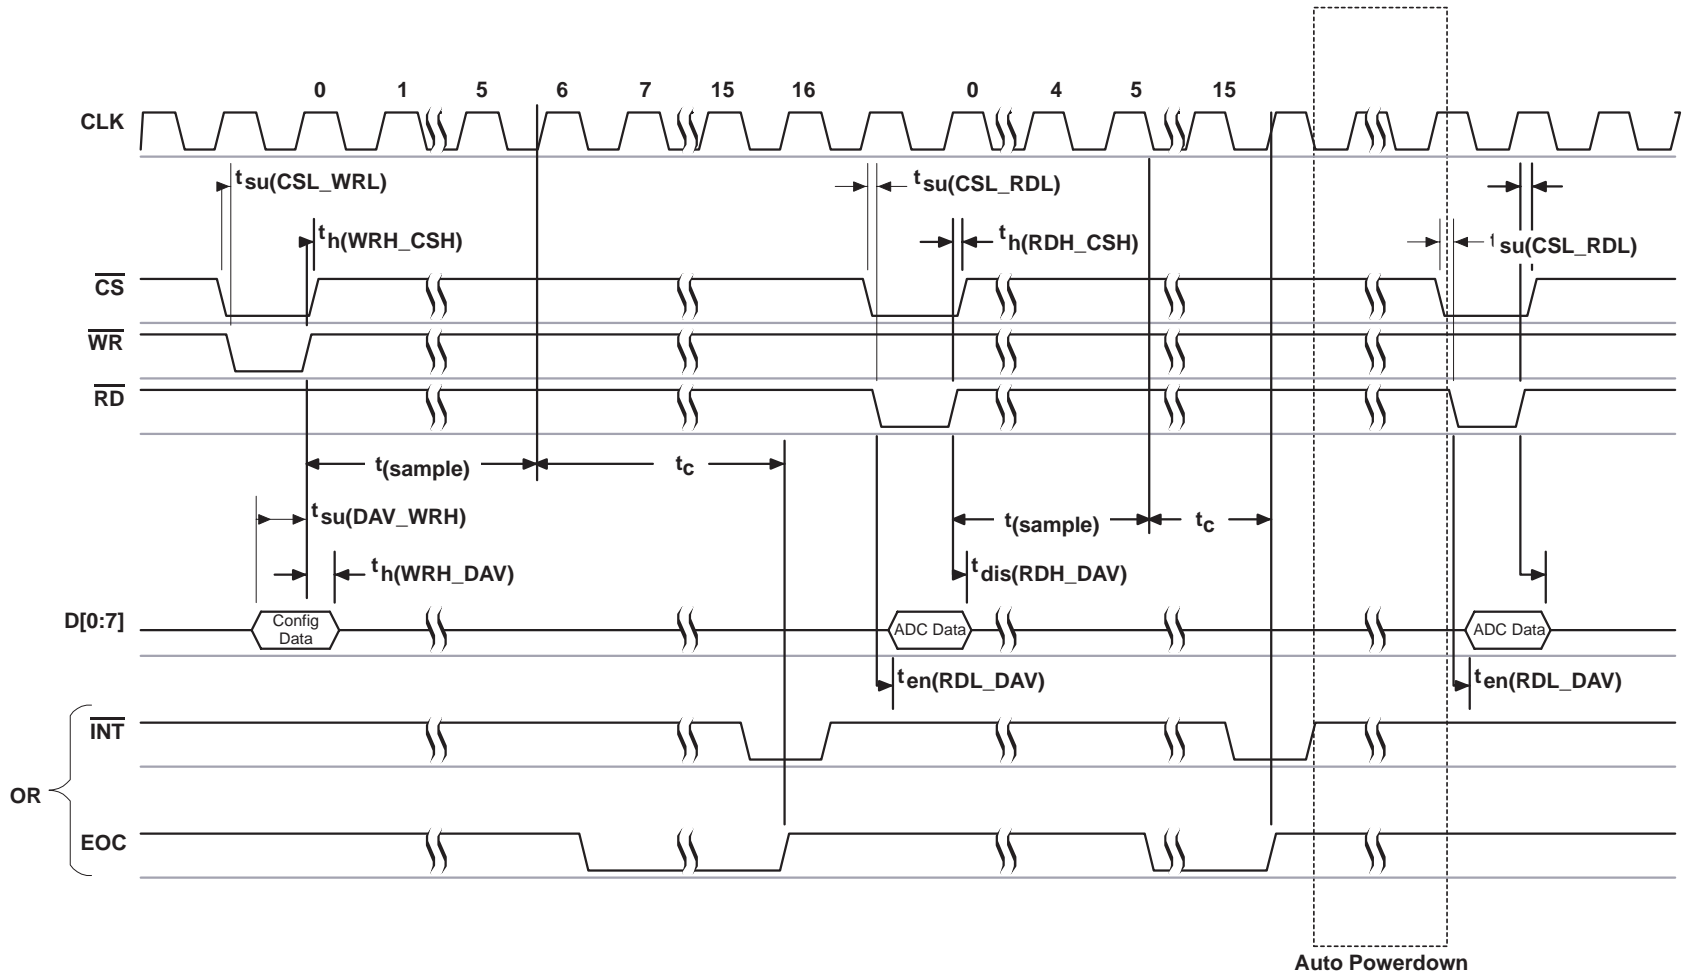 0 1 5 6 7 15 16 0 4 5 15
CLK
tsu(CSL_WRL)
tsu(CSL_RDL)
th(WRH_CSH)
th(RDH_CSH)
tsu(CSL_RDL)
CS
WR
RD
t(sample)
tc
tsu(DAV_WRH)
t(sample)
tc
th(WRH_DAV)
tdis(RDH_DAV)
D[0:7]
Config
Data
ADC Data
ADC Data
ten(RDL_DAV)
ten(RDL_DAV)
INT
OR
EOC
Auto Powerdown